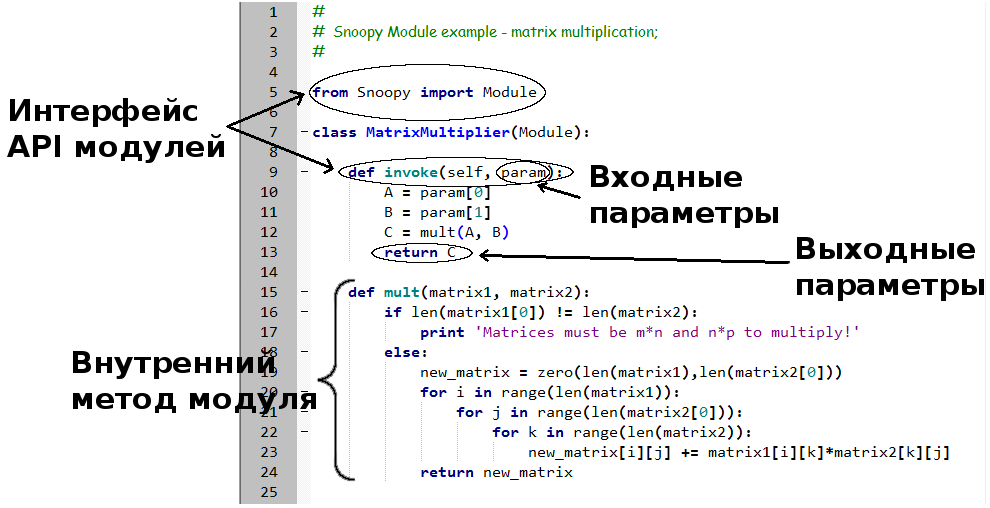 1 #
2 # Snoopy Module example - matrix multiplication;
3 #
4
5 from Snoopy import Module
6
7 class MatrixMultiplier(Module):
8
9 def invoke(self, param):
10 A = param[0]
11 B = param[1]
12 C = mult(A, B)
13 return C
14
15 def mult(matrix1, matrix2):
16 if len(matrix1[0]) != len(matrix2):
17 print 'Matrices must be m*n and n*p to multiply!'
18 else:
19 new_matrix = zero(len(matrix1),len(matrix2[0]))
20 for i in range(len(matrix1)):
21 for j in range(len(matrix2[0])):
22 for k in range(len(matrix2)):
23 new_matrix[i][j] += matrix1[i][k]*matrix2[k][j]
24 return new_matrix
25
Интерфейс
API модулей
Входные
параметры
Выходные
параметры
Внутренний
метод модуля